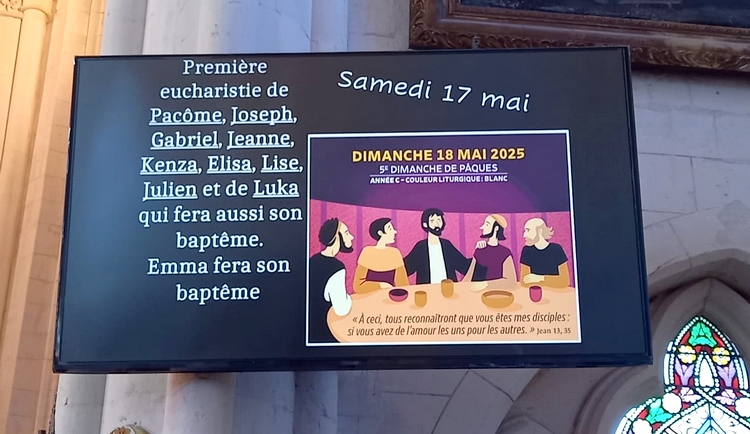 Première
eucharistie de
Pacôme, Joseph,
Gabriel, Jeanne,
Kenza, Elisa, Lise,
Julien et de Luka
qui fera aussi son
baptême.
Emma fera son
baptême
Samedi 17 mai
DIMANCHE 18 MAI 2025
5E DIMANCHE DE PÂQUES
ANNÉE C – COULEUR LITURGIQUE: BLANC
« À ceci, tous reconnaîtront que vous êtes mes disciples :
si vous avez de l'amour les uns pour les autres. » Jean 13, 35